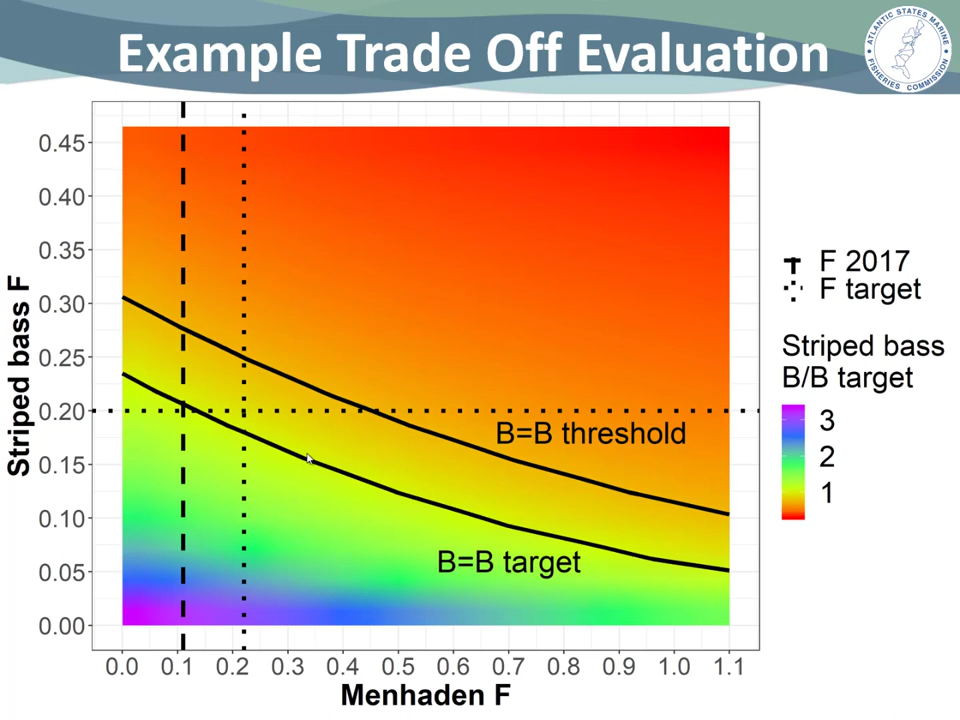 Example Trade Off Evaluation
ATLANTIC STATES MARINE
FISHERIES COMMISSION
Striped bass F
0.45
0.40
0.35
0.30
0.25
0.20
0.15
0.10
0.05
0.00
B=B threshold
B=B target
0.0 0.1 0.2 0.3 0.4 0.5 0.6 0.7 0.8 0.9 1.0 1.1
Menhaden F
F 2017
F target
Striped bass
B/B target
3
2
1